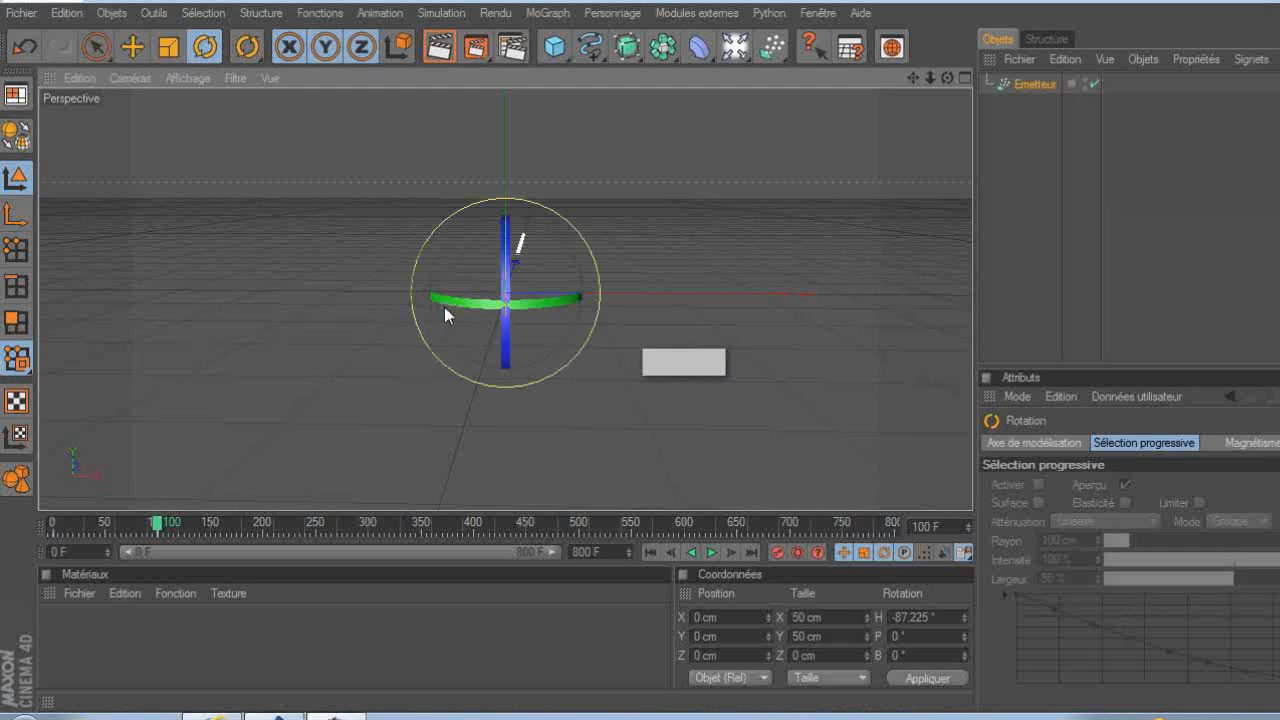 Fichier Edition Objets Outils Sélection Structure Fonctions Animation Simulation Rendu MoGraph Personnage Modules externes Python Fenêtre Aide
Edition Caméras Affichage Filtre Vue
Perspective
Objets Structure
Fichier Edition Vue Objets Propriétés Signets
Emetteur
X Y Z
Y
0 50 100 150 200 250 300 350 400 450 500 550 600 650 700 750 800 100 F
0 F 0 F 800 F 800 F
Matériaux
Fichier Edition Fonction Texture
Coordonnées
Position Taille Rotation
X 0 cm X 50 cm H -87.225 °
Y 0 cm Y 50 cm P 0 °
Z 0 cm Z 0 cm B 0 °
Objet (Rel) Taille Appliquer
Attributs
Mode Edition Données utilisateur
Rotation
Axe de modélisation Sélection progressive Magnétisme
Sélection progressive
Activer Aperçu
Surface Elasticité Limiter
Atténuation Linéaire Mode Groupe
Rayon 100 cm
Intensité 100 %
Largeur 50 %
MAXON
CINEMA 4D